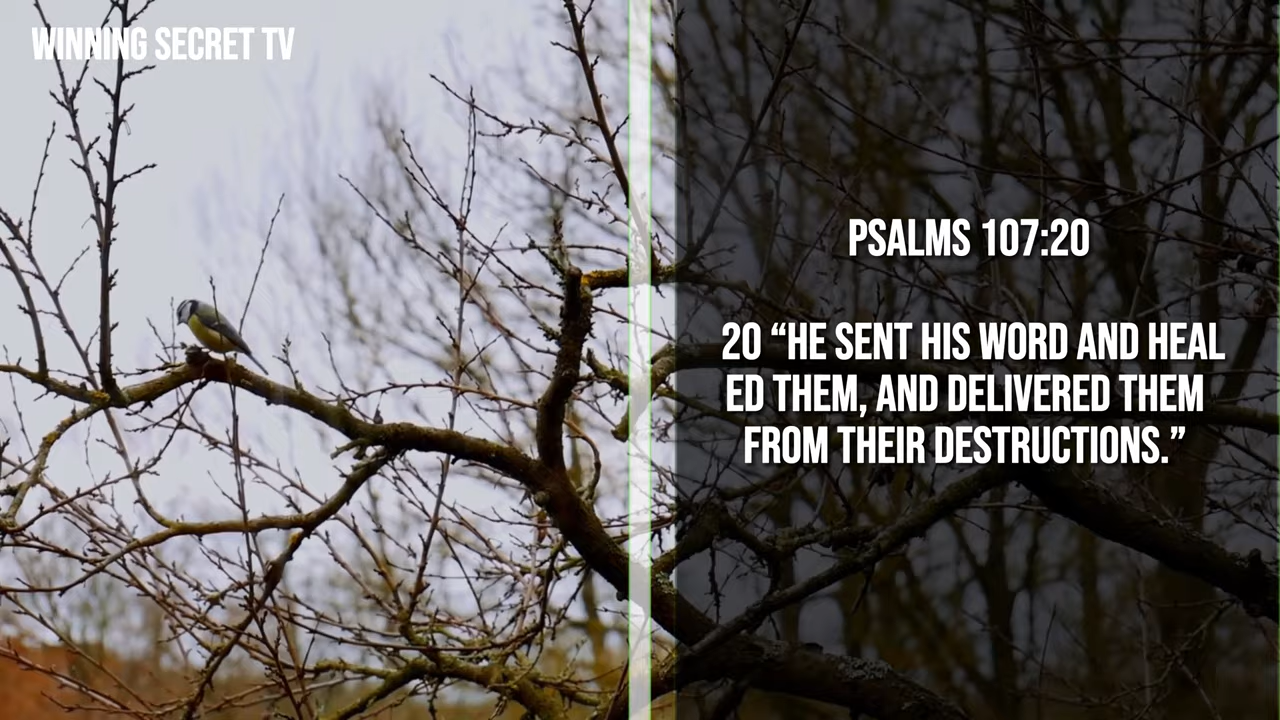 WINNING SECRET TV
PSALMS 107:20
20 “HE SENT HIS WORD AND HEAL
ED THEM, AND DELIVERED THEM
FROM THEIR DESTRUCTIONS.”